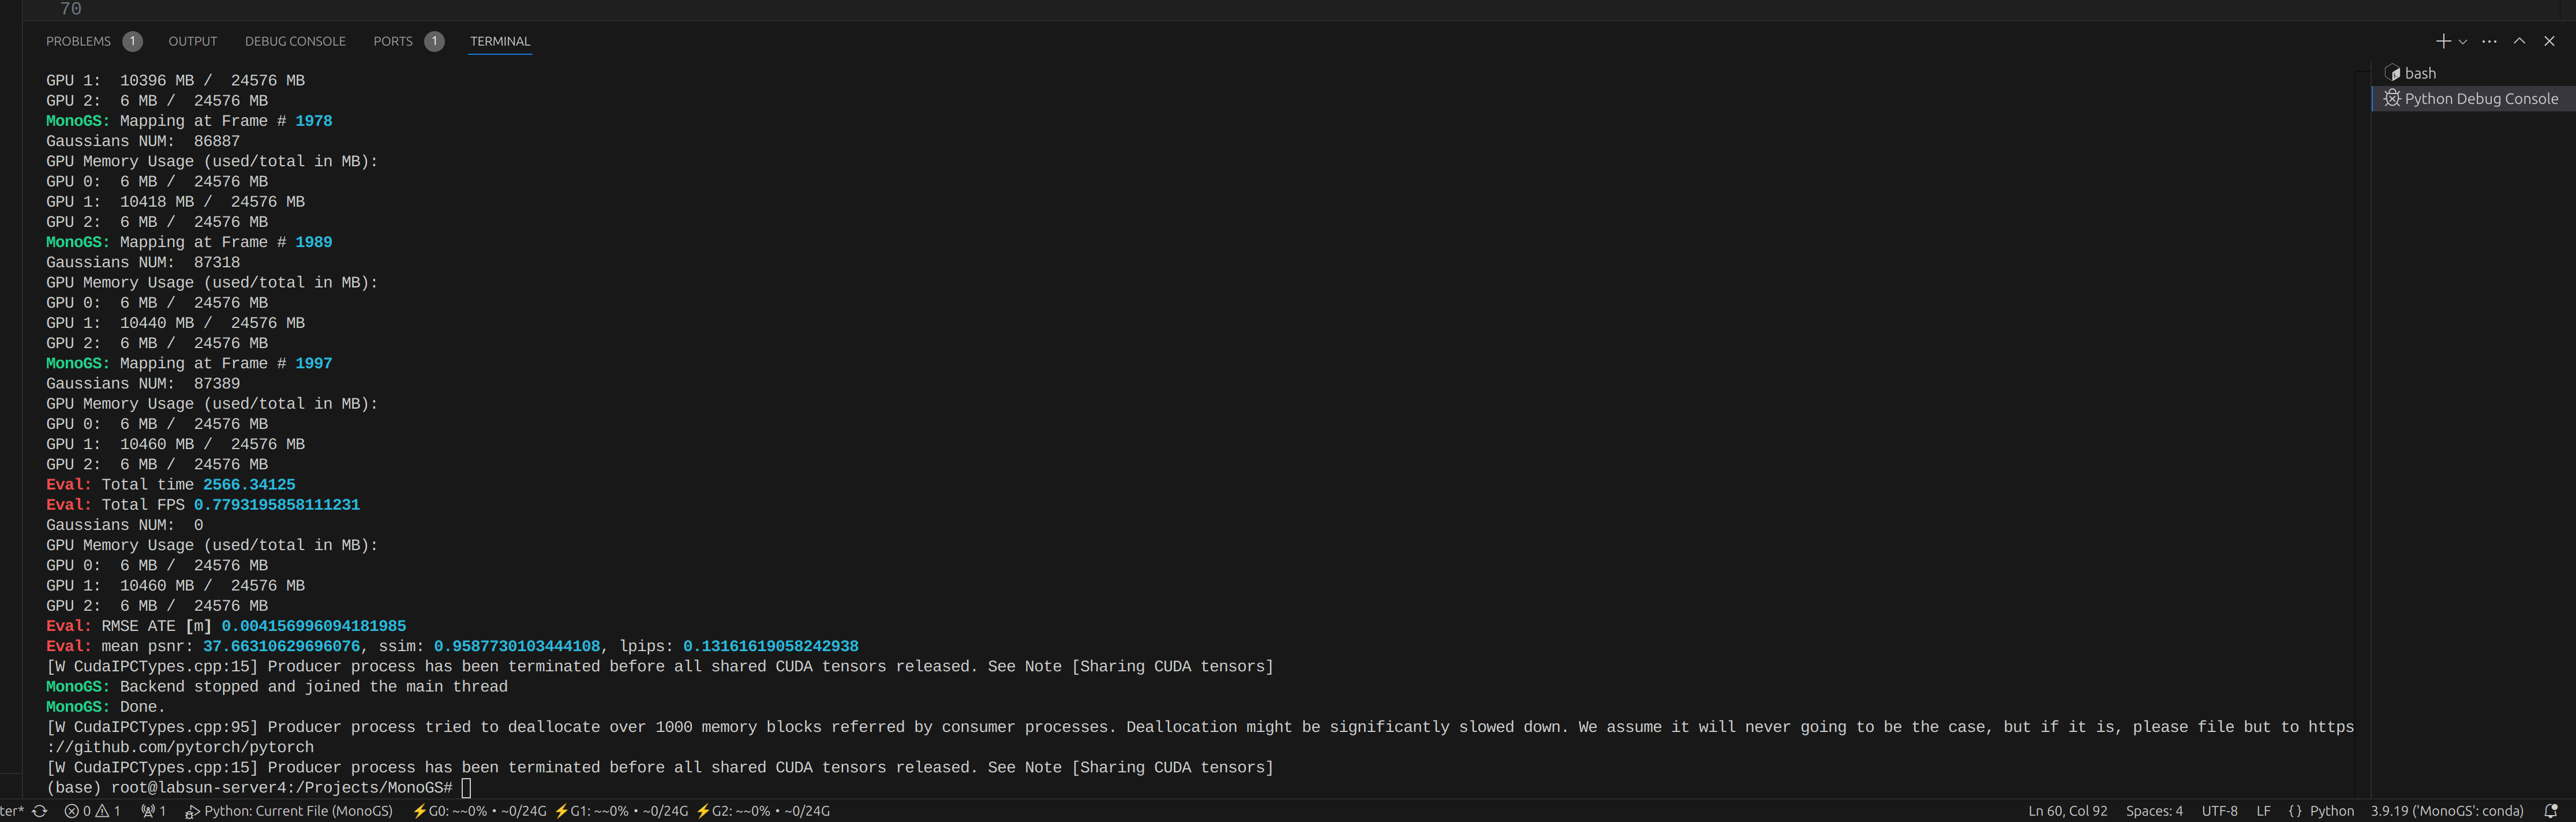 70
PROBLEMS 1 OUTPUT DEBUG CONSOLE PORTS 1 TERMINAL
GPU 1:  10396 MB /  24576 MB
GPU 2:  6 MB /  24576 MB
MonoGS: Mapping at Frame # 1978
Gaussians NUM:  86887
GPU Memory Usage (used/total in MB):
GPU 0:  6 MB /  24576 MB
GPU 1:  10418 MB /  24576 MB
GPU 2:  6 MB /  24576 MB
MonoGS: Mapping at Frame # 1989
Gaussians NUM:  87318
GPU Memory Usage (used/total in MB):
GPU 0:  6 MB /  24576 MB
GPU 1:  10440 MB /  24576 MB
GPU 2:  6 MB /  24576 MB
MonoGS: Mapping at Frame # 1997
Gaussians NUM:  87389
GPU Memory Usage (used/total in MB):
GPU 0:  6 MB /  24576 MB
GPU 1:  10460 MB /  24576 MB
GPU 2:  6 MB /  24576 MB
Eval: Total time 2566.34125
Eval: Total FPS 0.7793195858111231
Gaussians NUM:  0
GPU Memory Usage (used/total in MB):
GPU 0:  6 MB /  24576 MB
GPU 1:  10460 MB /  24576 MB
GPU 2:  6 MB /  24576 MB
Eval: RMSE ATE [m] 0.004156996094181985
Eval: mean psnr: 37.66310629696076, ssim: 0.9587730103444108, lpips: 0.13161619058242938
[W CudaIPCTypes.cpp:15] Producer process has been terminated before all shared CUDA tensors released. See Note [Sharing CUDA tensors]
MonoGS: Backend stopped and joined the main thread
MonoGS: Done.
[W CudaIPCTypes.cpp:95] Producer process tried to deallocate over 1000 memory blocks referred by consumer processes. Deallocation might be significantly slowed down. We assume it will never going to be the case, but if it is, please file but to https
://github.com/pytorch/pytorch
[W CudaIPCTypes.cpp:15] Producer process has been terminated before all shared CUDA tensors released. See Note [Sharing CUDA tensors]
(base) root@labsun-server4:/Projects/MonoGS#
bash
Python Debug Console
ter* 0 1 1 Python: Current File (MonoGS) ⚡G0: ~~0% • ~0/24G ⚡G1: ~~0% • ~0/24G ⚡G2: ~~0% • ~0/24G Ln 60, Col 92 Spaces: 4 UTF-8 LF {} Python 3.9.19 ('MonoGS': conda)